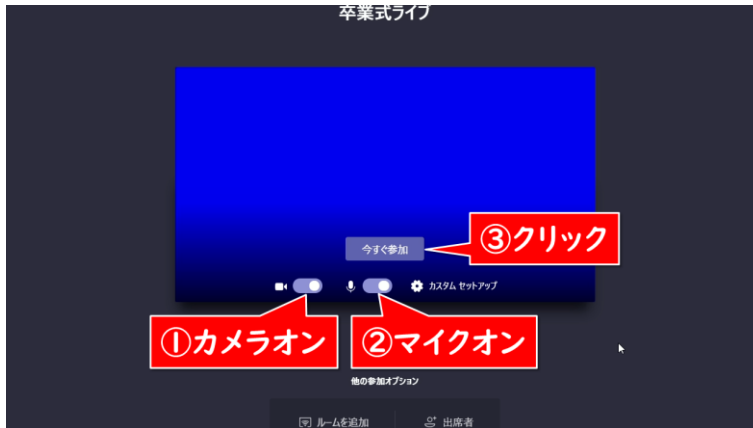 卒業式ライブ
今すぐ参加
③クリック
カスタム セットアップ
①カメラオン
②マイクオン
他の参加オプション
ルームを追加
出席者